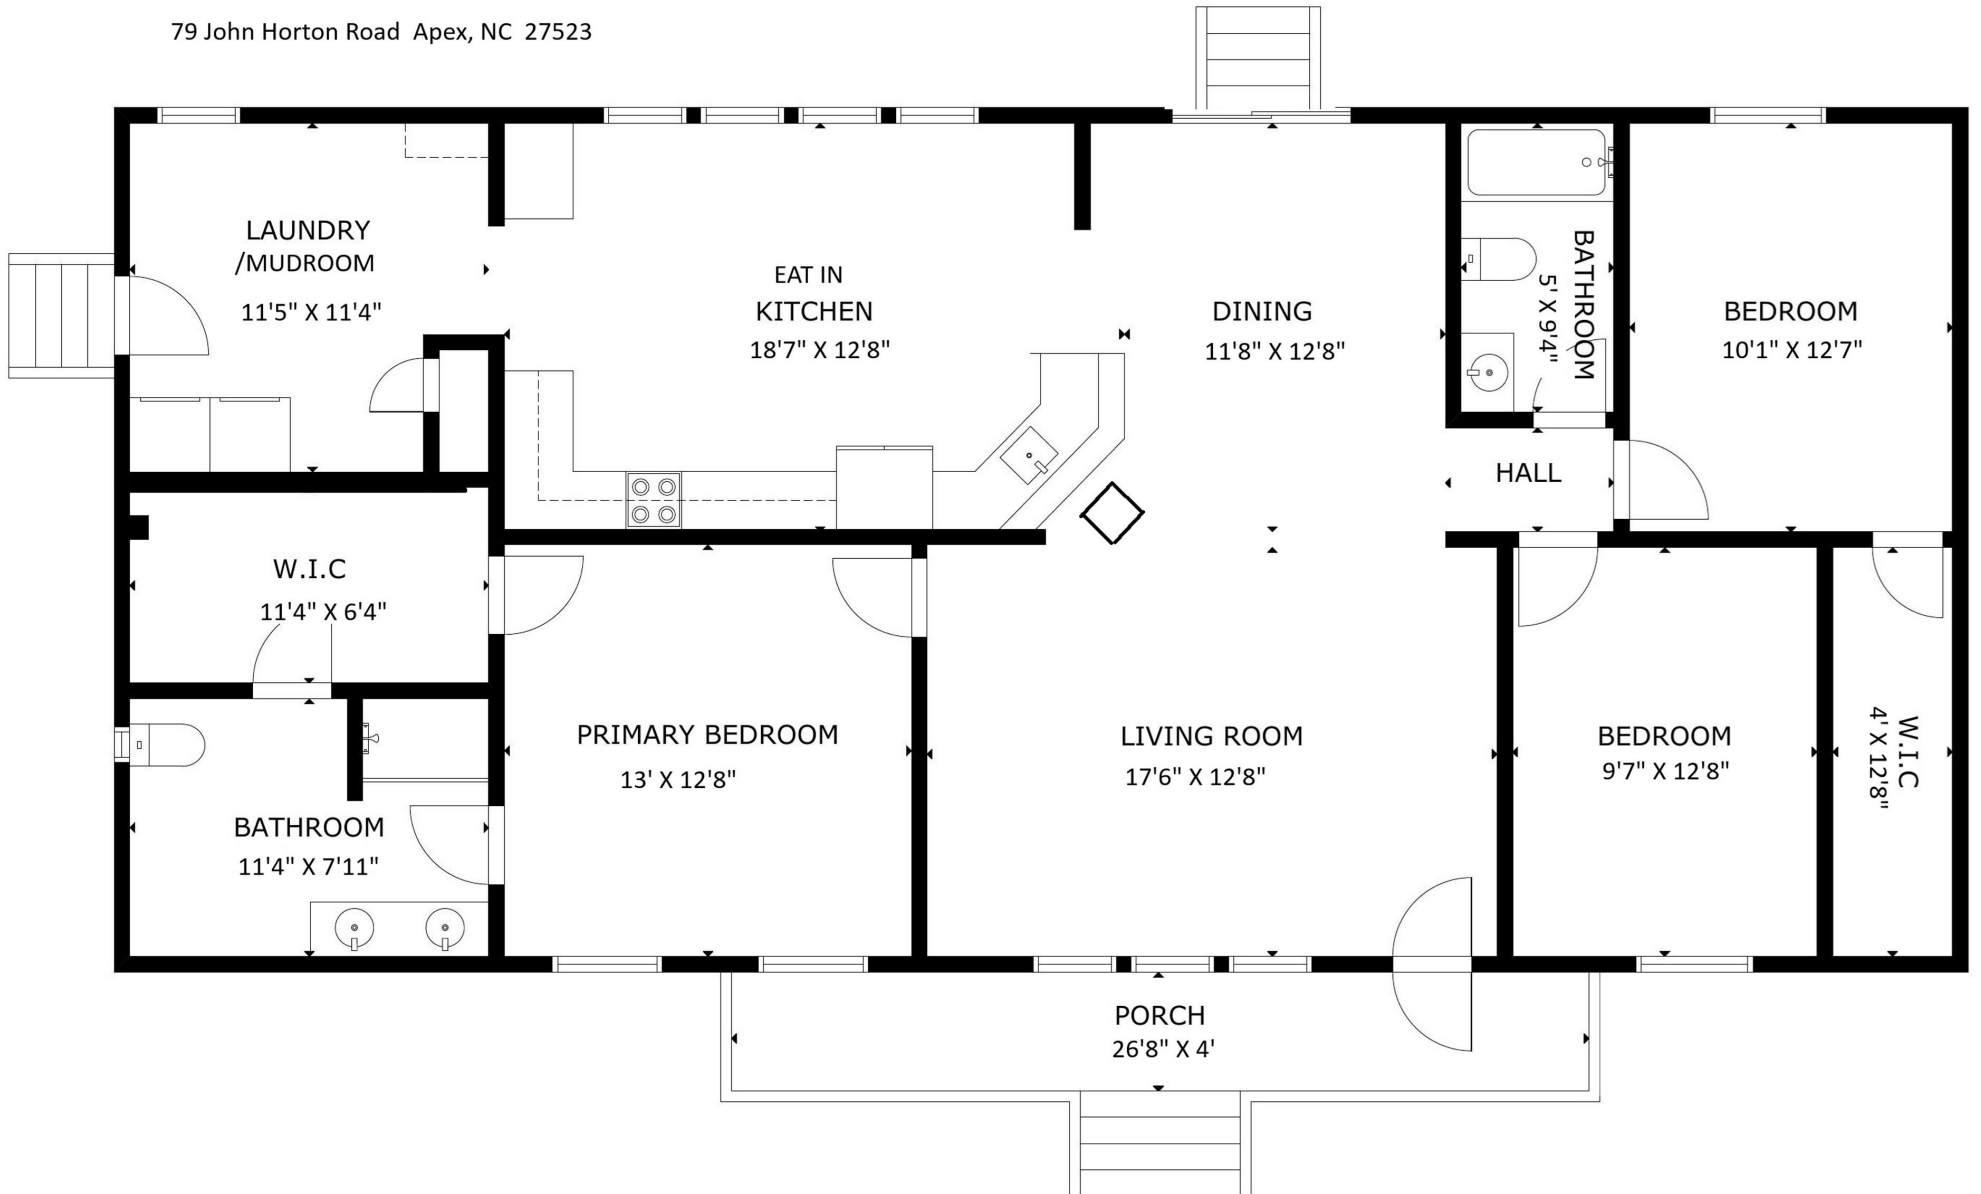 79 John Horton Road  Apex, NC  27523
LAUNDRY
/MUDROOM
11'5" X 11'4"
EAT IN
KITCHEN
18'7" X 12'8"
DINING
11'8" X 12'8"
BATHROOM
5' X 9'4"
BEDROOM
10'1" X 12'7"
HALL
W.I.C
11'4" X 6'4"
PRIMARY BEDROOM
13' X 12'8"
LIVING ROOM
17'6" X 12'8"
BEDROOM
9'7" X 12'8"
W.I.C
4' X 12'8"
BATHROOM
11'4" X 7'11"
PORCH
26'8" X 4'